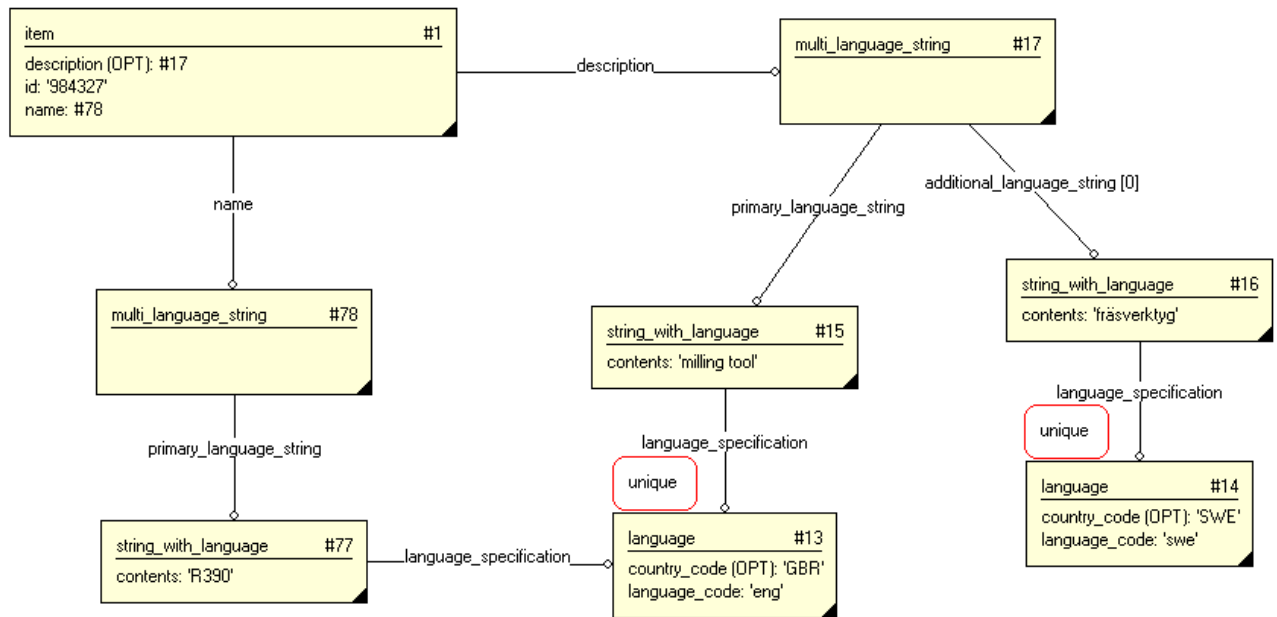 item #1
description (OPT): #17
id: '984327'
name: #78
description
multi_language_string #17
name
primary_language_string
additional_language_string [0]
multi_language_string #78
string_with_language #15
contents: 'milling tool'
string_with_language #16
contents: 'fräsverktyg'
primary_language_string
language_specification
unique
language_specification
unique
string_with_language #77
contents: 'R390'
language_specification
language #13
country_code (OPT): 'GBR'
language_code: 'eng'
language #14
country_code (OPT): 'SWE'
language_code: 'swe'